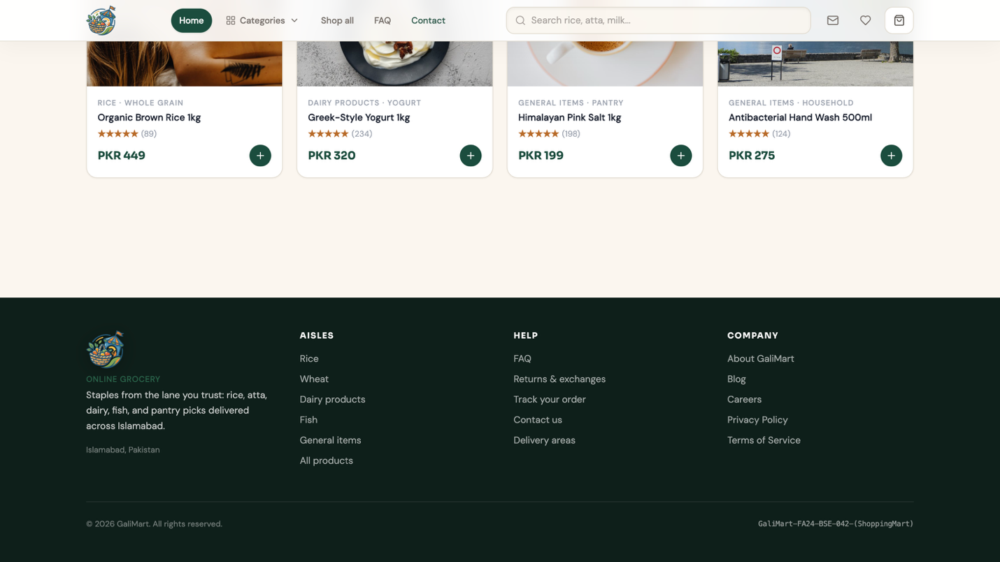 Home
Categories
Shop all
FAQ
Contact
Search rice, atta, milk...
RICE · WHOLE GRAIN
Organic Brown Rice 1kg
★★★★★ (89)
PKR 449
+
DAIRY PRODUCTS · YOGURT
Greek-Style Yogurt 1kg
★★★★★ (234)
PKR 320
+
GENERAL ITEMS · PANTRY
Himalayan Pink Salt 1kg
★★★★★ (198)
PKR 199
+
GENERAL ITEMS · HOUSEHOLD
Antibacterial Hand Wash 500ml
★★★★★ (124)
PKR 275
+
ONLINE GROCERY
Staples from the lane you trust: rice, atta,
dairy, fish, and pantry picks delivered
across Islamabad.
Islamabad, Pakistan
AISLES
Rice
Wheat
Dairy products
Fish
General items
All products
HELP
FAQ
Returns & exchanges
Track your order
Contact us
Delivery areas
COMPANY
About GaliMart
Blog
Careers
Privacy Policy
Terms of Service
© 2026 GaliMart. All rights reserved.
GaliMart-FA24-BSE-042-(ShoppingMart)